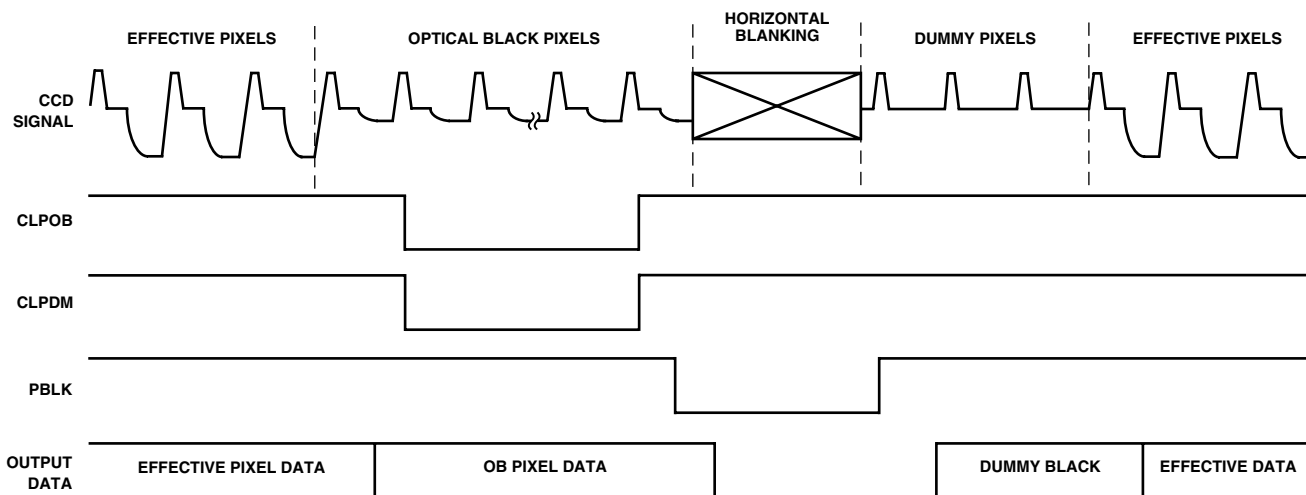 EFFECTIVE PIXELS
OPTICAL BLACK PIXELS
HORIZONTAL
BLANKING
DUMMY PIXELS
EFFECTIVE PIXELS
CCD
SIGNAL
CLPOB
CLPDM
PBLK
OUTPUT
DATA
EFFECTIVE PIXEL DATA
OB PIXEL DATA
DUMMY BLACK
EFFECTIVE DATA